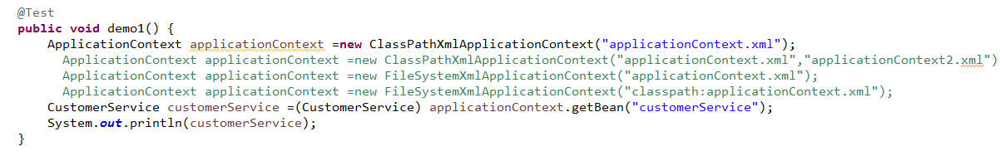 @Test
public void demo1() {
ApplicationContext applicationContext =new ClassPathXmlApplicationContext("applicationContext.xml");
ApplicationContext applicationContext =new ClassPathXmlApplicationContext("applicationContext.xml","applicationContext2.xml")
ApplicationContext applicationContext =new FileSystemXmlApplicationContext("applicationContext.xml");
ApplicationContext applicationContext =new FileSystemXmlApplicationContext("classpath:applicationContext.xml");
CustomerService customerService =(CustomerService) applicationContext.getBean("customerService");
System.out.println(customerService);
}